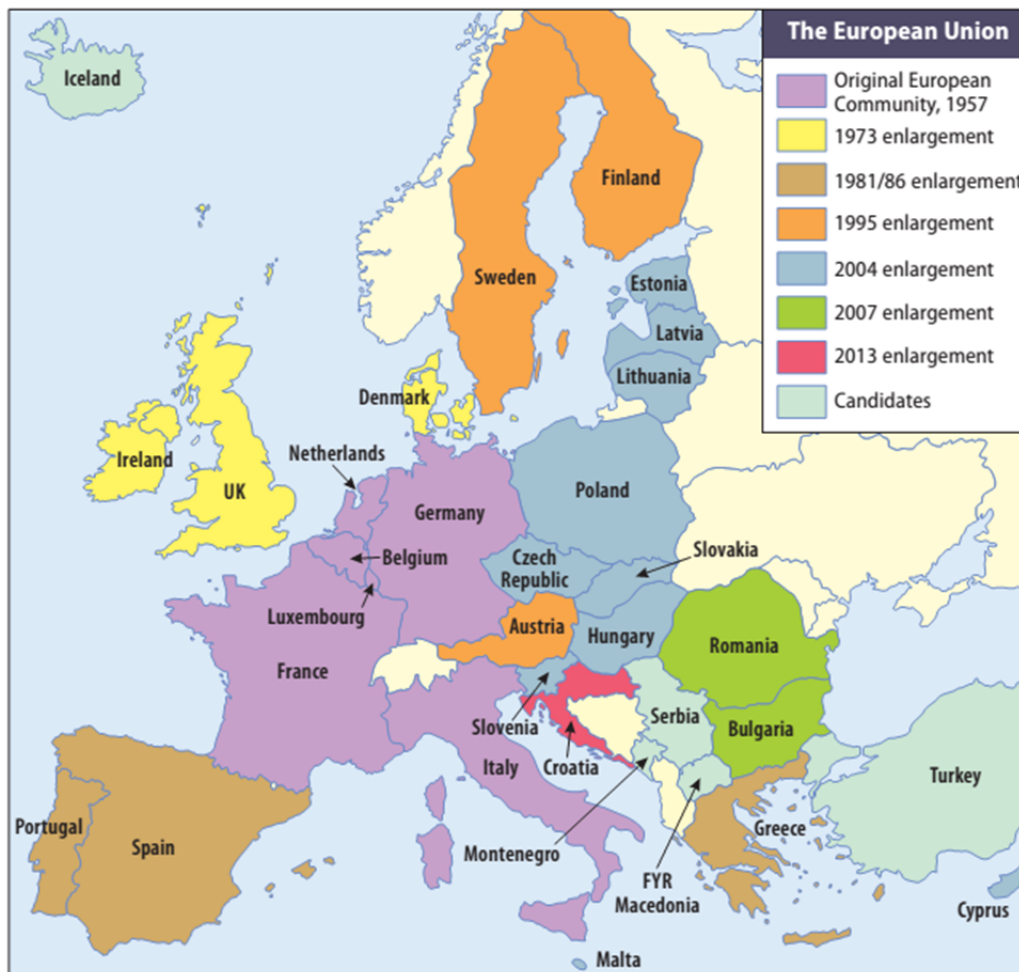 The European Union
Original European
Community, 1957
1973 enlargement
1981/86 enlargement
1995 enlargement
2004 enlargement
2007 enlargement
2013 enlargement
Candidates
Iceland
Finland
Sweden
Estonia
Latvia
Lithuania
Denmark
Ireland
UK
Netherlands
Germany
Poland
Belgium
Czech
Republic
Slovakia
Luxembourg
Austria
Hungary
France
Romania
Slovenia
Serbia
Bulgaria
Italy
Croatia
Turkey
Portugal
Spain
Greece
Montenegro
FYR
Macedonia
Cyprus
Malta